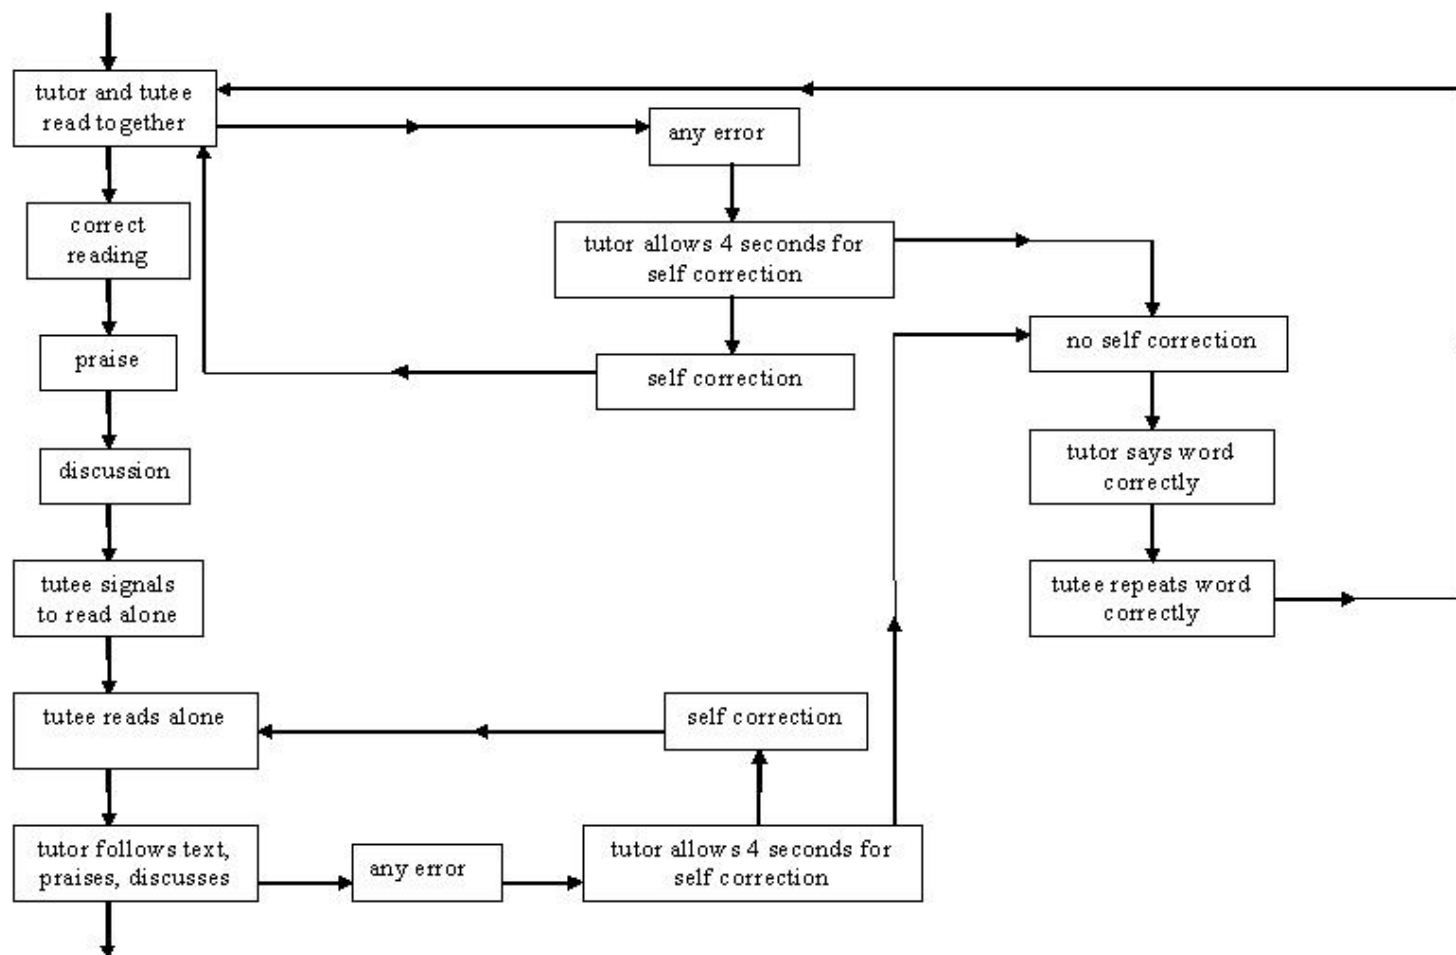 tutor and tutee
read together
any error
correct
reading
tutor allows 4 seconds for
self correction
no self correction
praise
self correction
tutor says word
correctly
discussion
tutee signals
to read alone
tutee repeats word
correctly
tutee reads alone
self correction
tutor follows text,
praises, discusses
any error
tutor allows 4 seconds for
self correction